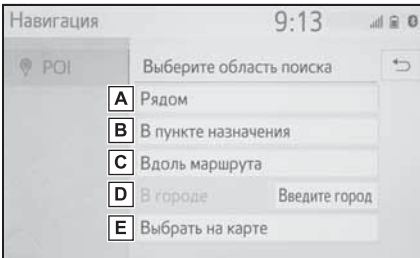 Навигация 9:13
POI Выберите область поиска
A Рядом
B В пункте назначения
C Вдоль маршрута
D В городе Введите город
E Выбрать на карте